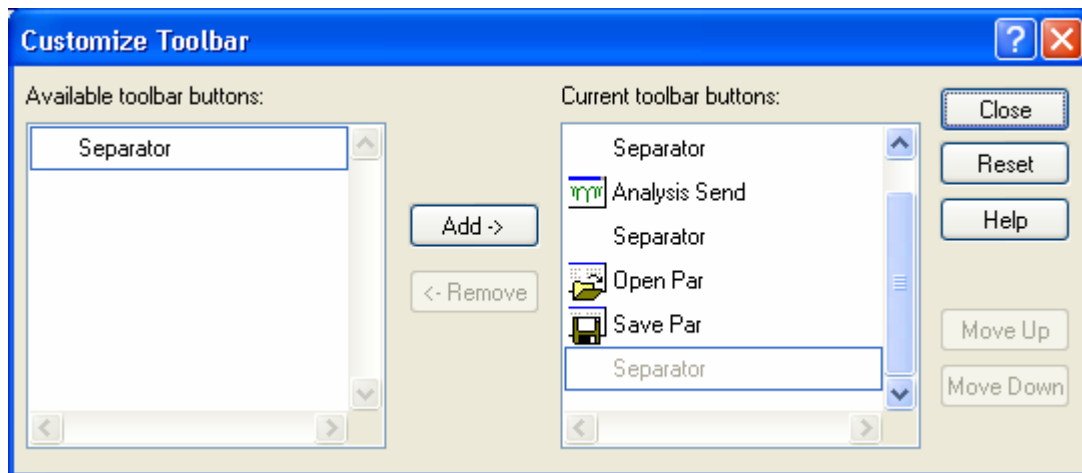 Customize Toolbar
Available toolbar buttons:
Separator
Add ->
<- Remove
Current toolbar buttons:
Separator
Analysis Send
Separator
Open Par
Save Par
Separator
Close
Reset
Help
Move Up
Move Down